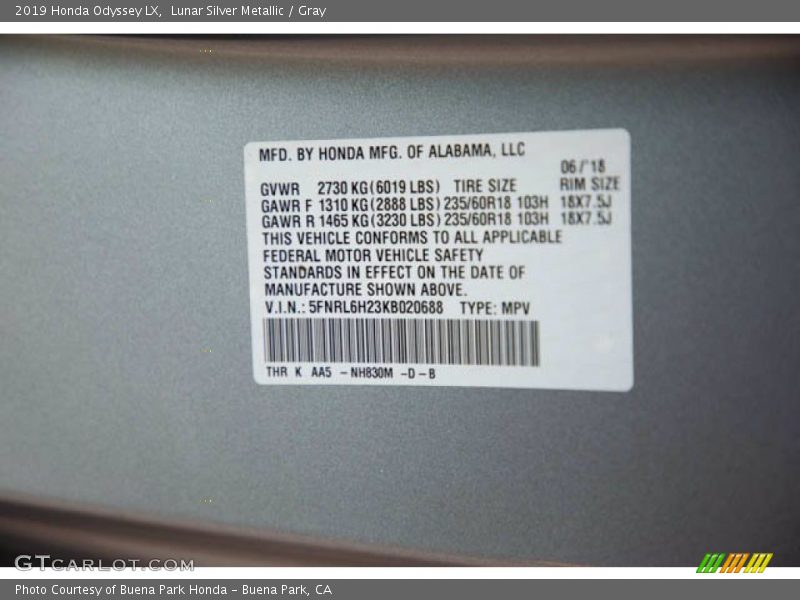 2019 Honda Odyssey LX, Lunar Silver Metallic / Gray
MFD. BY HONDA MFG. OF ALABAMA, LLC
06/'18
GVWR 2730 KG(6019 LBS) TIRE SIZE RIM SIZE
GAWR F 1310 KG(2888 LBS) 235/60R18 103H 18X7.5J
GAWR R 1465 KG(3230 LBS) 235/60R18 103H 18X7.5J
THIS VEHICLE CONFORMS TO ALL APPLICABLE
FEDERAL MOTOR VEHICLE SAFETY
STANDARDS IN EFFECT ON THE DATE OF
MANUFACTURE SHOWN ABOVE.
V.I.N.: 5FNRL6H23KB020688 TYPE: MPV
THR K AA5 -NH830M -D-B
GTCARLOT.COM
Photo Courtesy of Buena Park Honda - Buena Park, CA